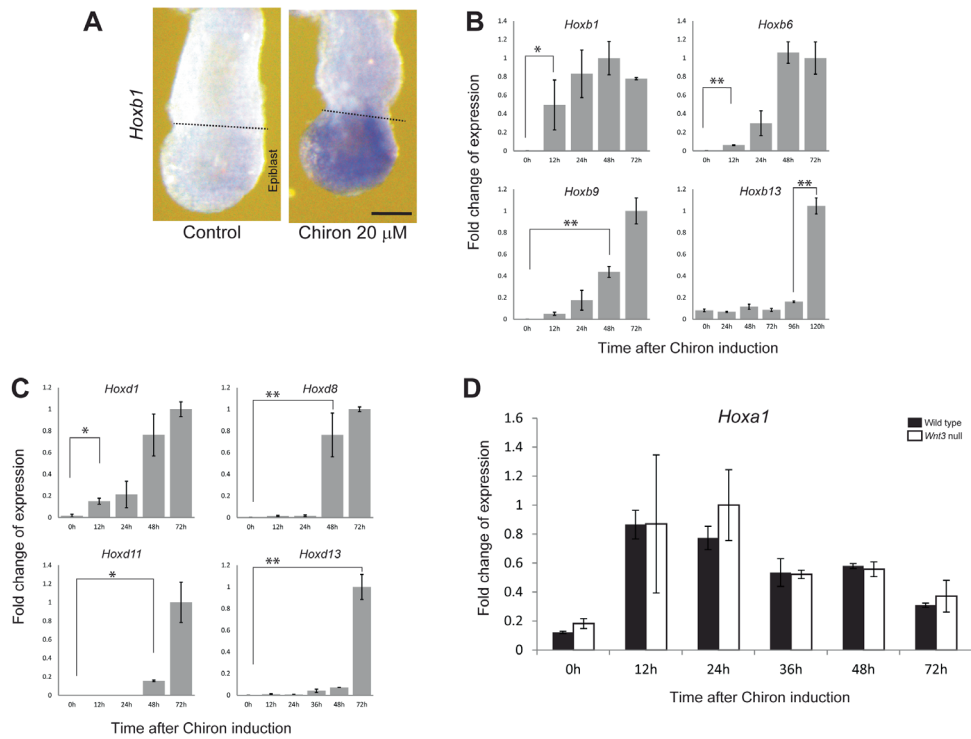 A
Hoxb1
Epiblast
Control
Chiron 20 μM
B
Fold change of expression
Hoxb1
1.4
1.2
1
0.8
0.6
0.4
0.2
0
*
0h 12h 24h 48h 72h
Hoxb6
1.4
1.2
1
0.8
0.6
0.4
0.2
0
**
0h 12h 24h 48h 72h
Hoxb9
1.2
1
0.8
0.6
0.4
0.2
0
**
0h 12h 24h 48h 72h
Hoxb13
1.2
1
0.8
0.6
0.4
0.2
0
**
0h 24h 48h 72h 96h 120h
Time after Chiron induction
C
Fold change of expression
Hoxd1
1.2
1
0.8
0.6
0.4
0.2
0
*
0h 12h 24h 48h 72h
Hoxd8
1.2
1
0.8
0.6
0.4
0.2
0
**
0h 12h 24h 48h 72h
Hoxd11
1.4
1.2
1
0.8
0.6
0.4
0.2
0
*
0h 12h 24h 48h 72h
Hoxd13
1.2
1
0.8
0.6
0.4
0.2
0
**
0h 12h 24h 36h 48h 72h
Time after Chiron induction
D
Hoxa1
Fold change of expression
1.6
1.4
1.2
1
0.8
0.6
0.4
0.2
0
Wild type
Wnt3 null
0h 12h 24h 36h 48h 72h
Time after Chiron induction